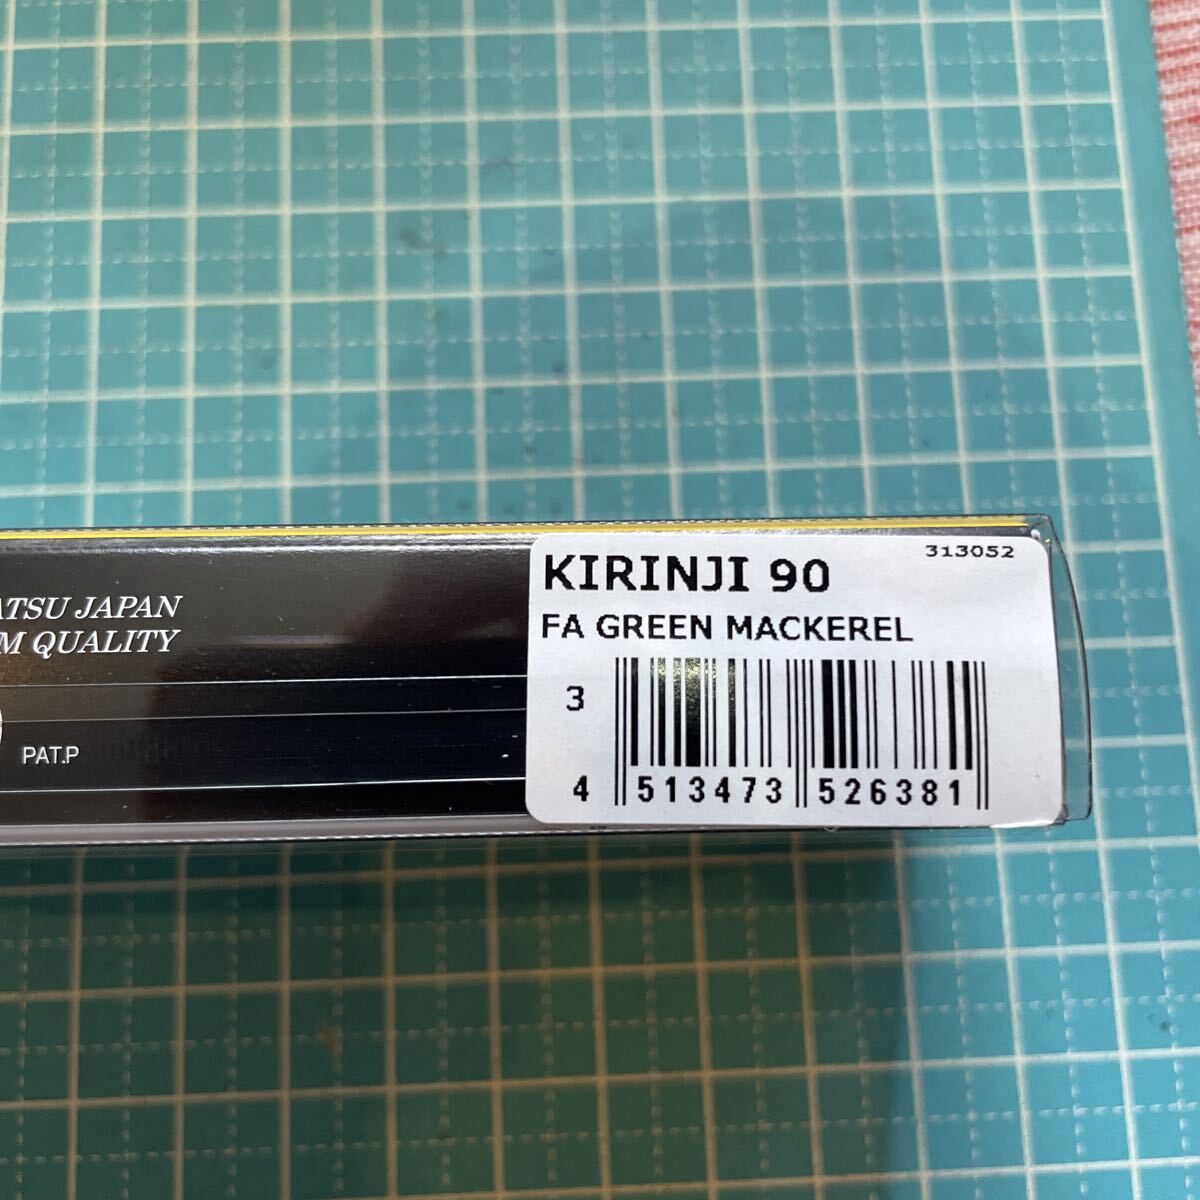 ATSU JAPAN
M QUALITY
PAT.P
313052
KIRINJI 90
FA GREEN MACKEREL
3
4 513473 526381